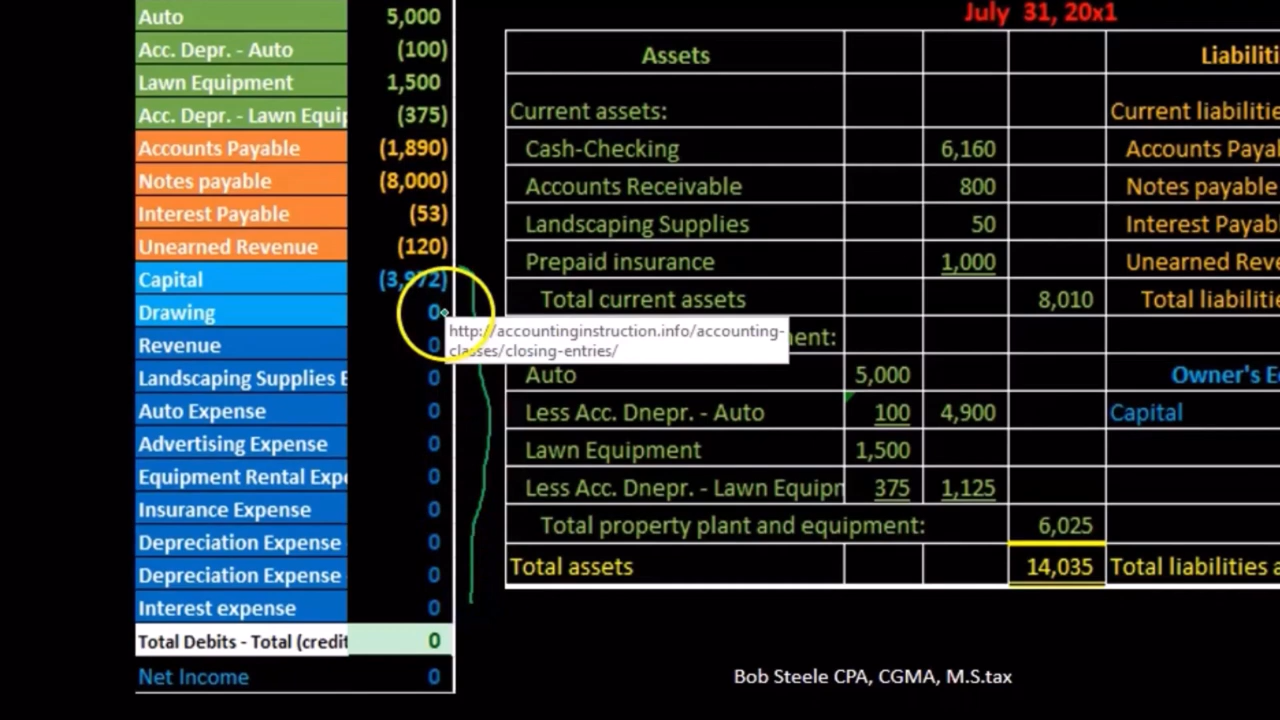 July 31, 20x1
Auto 5,000
Acc. Depr. - Auto (100)
Lawn Equipment 1,500
Acc. Depr. - Lawn Equip (375)
Accounts Payable (1,890)
Notes payable (8,000)
Interest Payable (53)
Unearned Revenue (120)
Capital (3,972)
Drawing 0
Revenue 0
Landscaping Supplies E 0
Auto Expense 0
Advertising Expense 0
Equipment Rental Expe 0
Insurance Expense 0
Depreciation Expense 0
Depreciation Expense 0
Interest expense 0
Total Debits - Total (credit 0
Net Income 0
http://accountinginstruction.info/accounting-
classes/closing-entries/
Assets Liabiliti
Current assets: Current liabilitie
Cash-Checking 6,160 Accounts Payal
Accounts Receivable 800 Notes payable
Landscaping Supplies 50 Interest Payab
Prepaid insurance 1,000 Unearned Reve
Total current assets 8,010 Total liabilitie
ent:
Auto 5,000 Owner's E
Less Acc. Dnepr. - Auto 100 4,900 Capital
Lawn Equipment 1,500
Less Acc. Dnepr. - Lawn Equipn 375 1,125
Total property plant and equipment: 6,025
Total assets 14,035 Total liabilities a
Bob Steele CPA, CGMA, M.S.tax